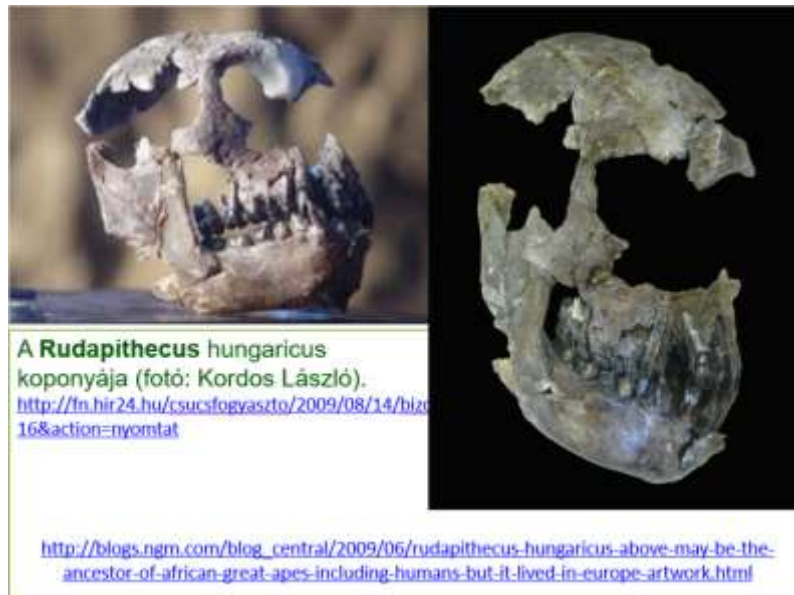 A Rudapithecus hungaricus
koponyája (fotó: Kordos László).
http://fn.hir24.hu/csucsfogyaszto/2009/08/14/bizo
16&action=nyomtat
http://blogs.ngm.com/blog_central/2009/06/rudapithecus-hungaricus-above-may-be-the-
ancestor-of-african-great-apes-including-humans-but-it-lived-in-europe-artwork.html